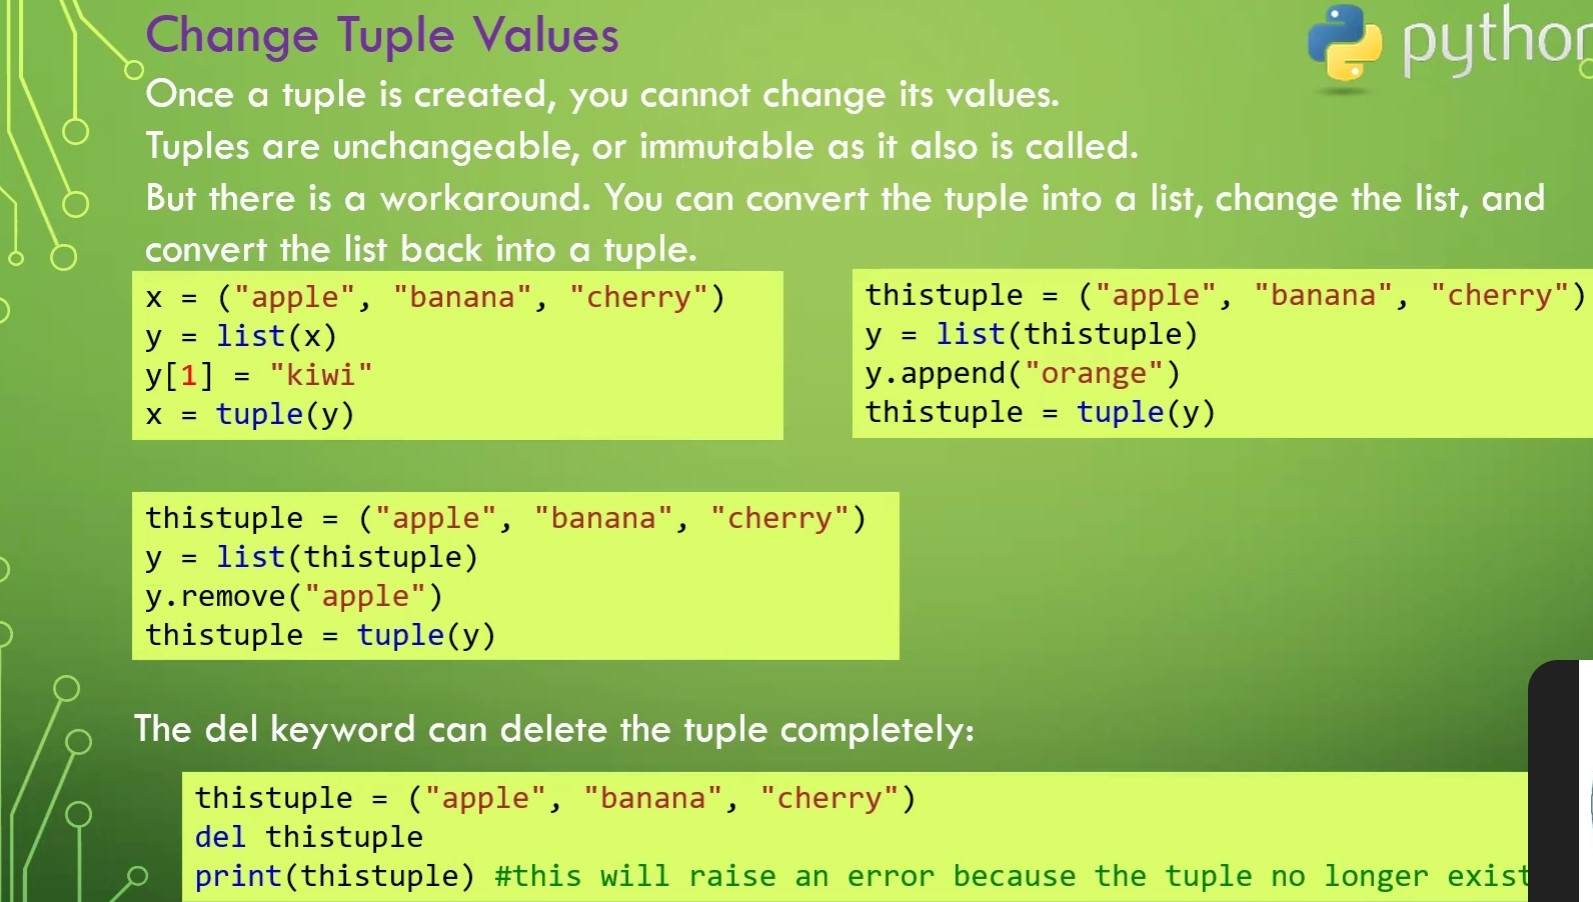 Change Tuple Values
python
Once a tuple is created, you cannot change its values.
Tuples are unchangeable, or immutable as it also is called.
But there is a workaround. You can convert the tuple into a list, change the list, and
convert the list back into a tuple.
x = ("apple", "banana", "cherry")
y = list(x)
y[1] = "kiwi"
x = tuple(y)
thistuple = ("apple", "banana", "cherry")
y = list(thistuple)
y.append("orange")
thistuple = tuple(y)
thistuple = ("apple", "banana", "cherry")
y = list(thistuple)
y.remove("apple")
thistuple = tuple(y)
The del keyword can delete the tuple completely:
thistuple = ("apple", "banana", "cherry")
del thistuple
print(thistuple) #this will raise an error because the tuple no longer exist